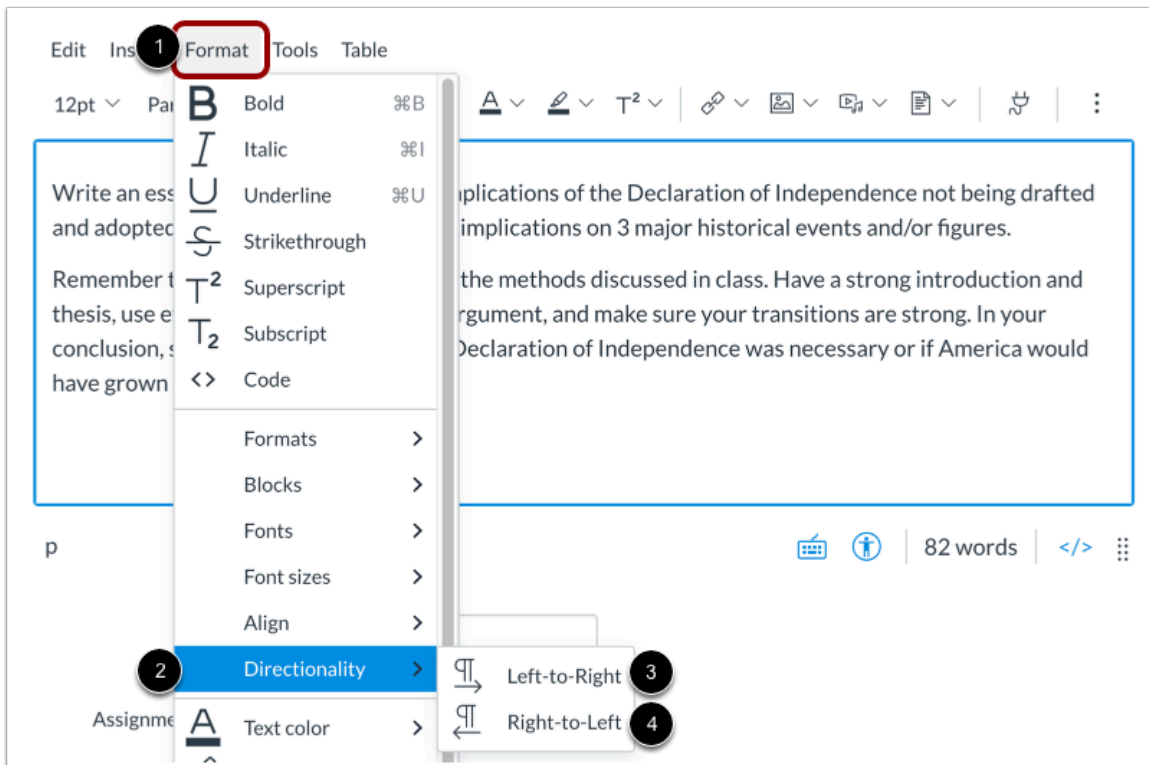 Edit Ins 1 Format Tools Table
12pt Par A T²
B Bold ⌘B
I Italic ⌘I
U Underline ⌘U
S Strikethrough
T² Superscript
T₂ Subscript
<> Code
Formats
Blocks
Fonts
Font sizes
Align
2 Directionality
A Text color
Write an ess plications of the Declaration of Independence not being drafted
and adopted implications on 3 major historical events and/or figures.
Remember t the methods discussed in class. Have a strong introduction and
thesis, use e rgument, and make sure your transitions are strong. In your
conclusion, s Declaration of Independence was necessary or if America would
have grown
p 82 words </>
¶ Left-to-Right 3
¶ Right-to-Left 4
Assignme